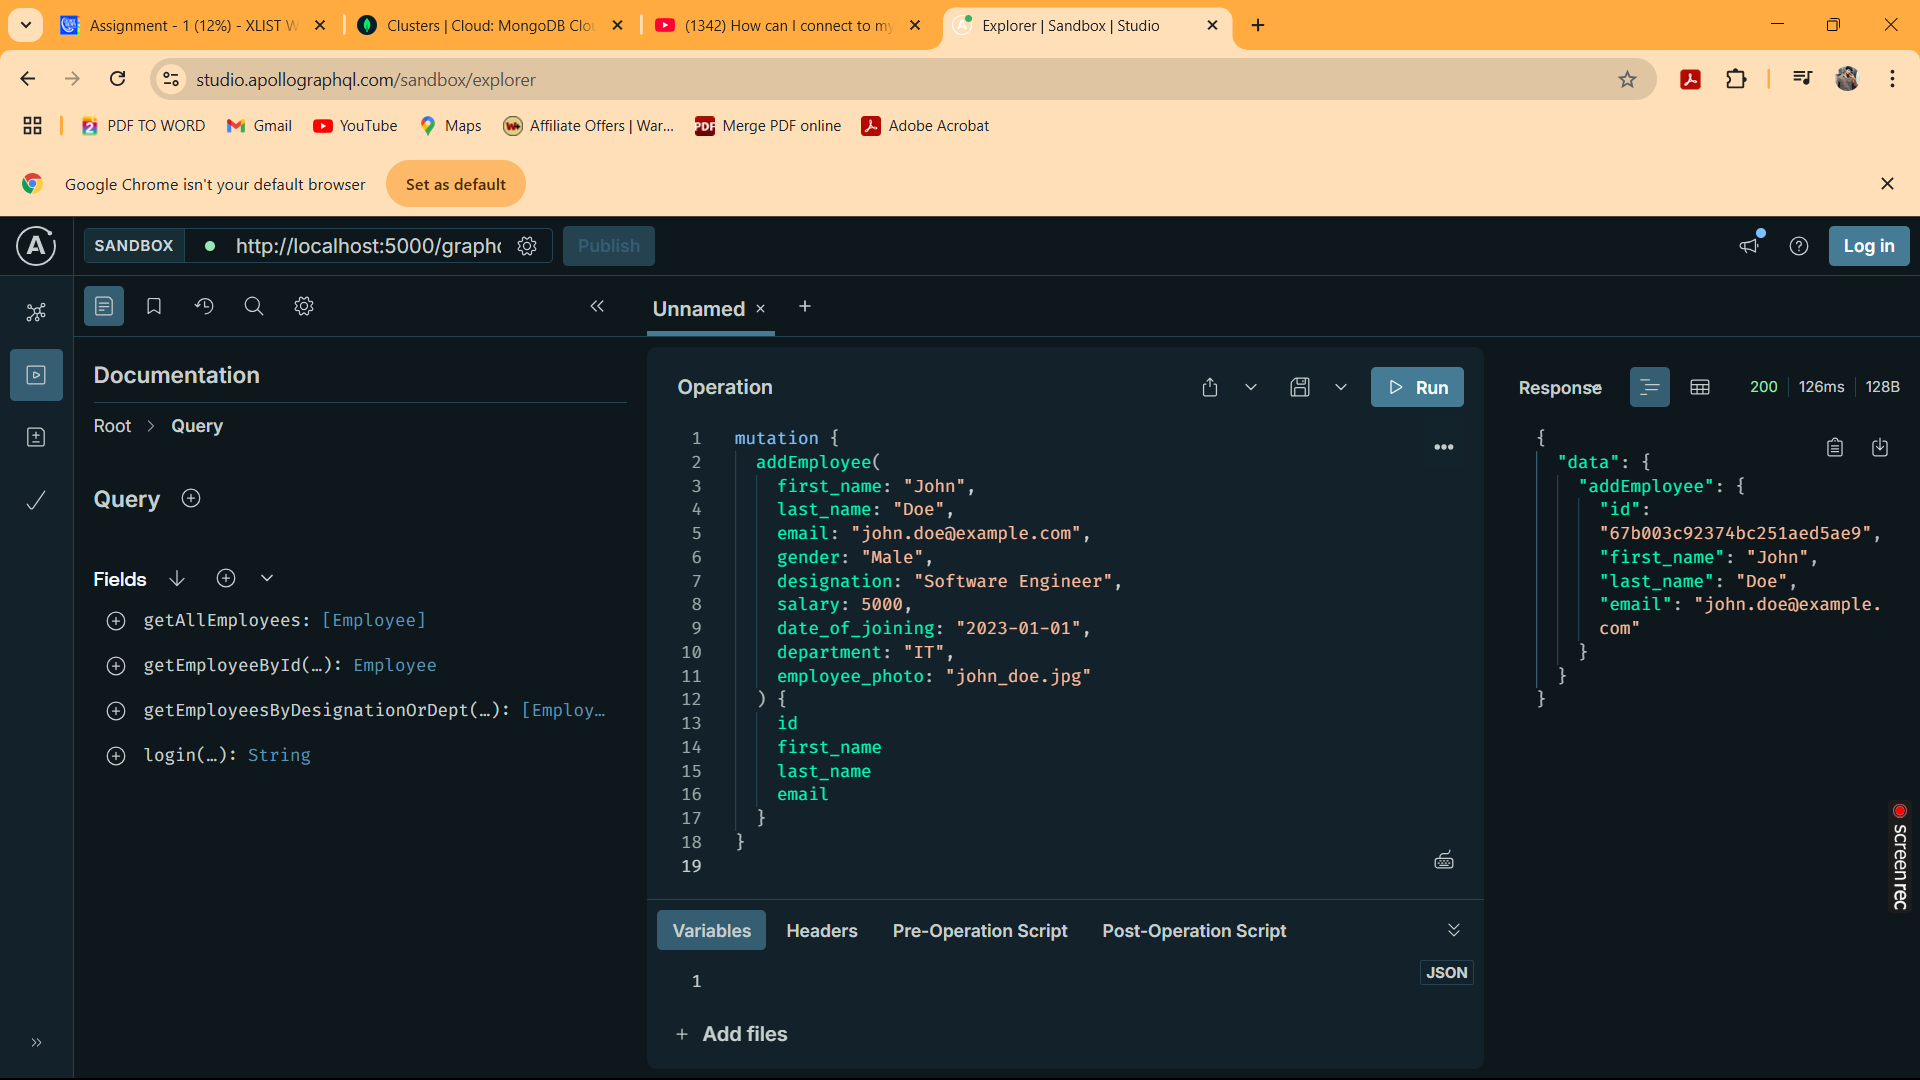 Assignment - 1 (12%) - XLIST W
Clusters | Cloud: MongoDB Clo
(1342) How can I connect to my
Explorer | Sandbox | Studio
studio.apollographql.com/sandbox/explorer
PDF TO WORD
Gmail
YouTube
Maps
Affiliate Offers | War...
PDF
Merge PDF online
Adobe Acrobat
Google Chrome isn't your default browser
Set as default
SANDBOX
http://localhost:5000/graphq
Publish
Log in
Unnamed
Documentation
Root > Query
Query
Fields
getAllEmployees: [Employee]
getEmployeeById(…): Employee
getEmployeesByDesignationOrDept(…): [Employ…
login(…): String
Operation
Run
1 mutation {
2 addEmployee(
3 first_name: "John",
4 last_name: "Doe",
5 email: "john.doe@example.com",
6 gender: "Male",
7 designation: "Software Engineer",
8 salary: 5000,
9 date_of_joining: "2023-01-01",
10 department: "IT",
11 employee_photo: "john_doe.jpg"
12 ) {
13 id
14 first_name
15 last_name
16 email
17 }
18 }
19
Variables
Headers
Pre-Operation Script
Post-Operation Script
1
JSON
+ Add files
Response
200
126ms
128B
{
"data": {
"addEmployee": {
"id":
"67b003c92374bc251aed5ae9",
"first_name": "John",
"last_name": "Doe",
"email": "john.doe@example.
com"
}
}
}
screenrec